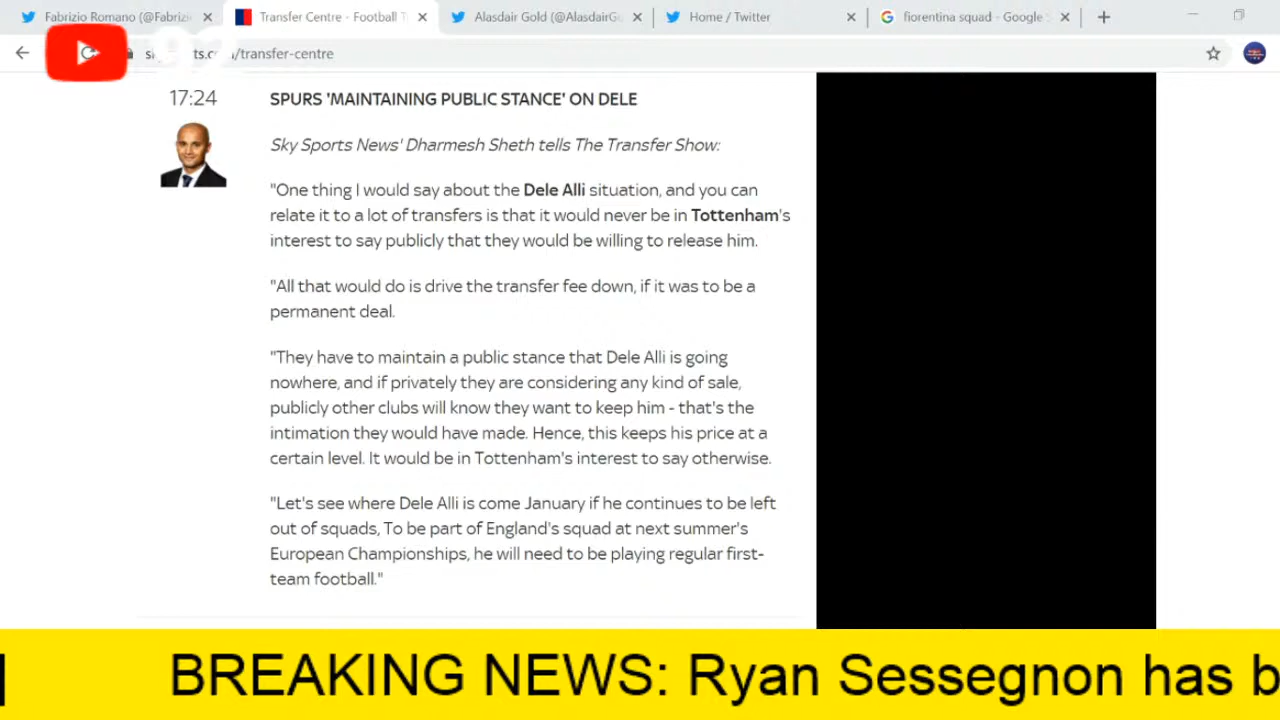 Fabrizio Romano (@Fabrizi
Transfer Centre - Football T
Alasdair Gold (@AlasdairG
Home / Twitter
fiorentina squad - Google S
ts.c /transfer-centre
17:24
SPURS 'MAINTAINING PUBLIC STANCE' ON DELE
Sky Sports News' Dharmesh Sheth tells The Transfer Show:
"One thing I would say about the Dele Alli situation, and you can
relate it to a lot of transfers is that it would never be in Tottenham's
interest to say publicly that they would be willing to release him.
"All that would do is drive the transfer fee down, if it was to be a
permanent deal.
"They have to maintain a public stance that Dele Alli is going
nowhere, and if privately they are considering any kind of sale,
publicly other clubs will know they want to keep him - that's the
intimation they would have made. Hence, this keeps his price at a
certain level. It would be in Tottenham's interest to say otherwise.
"Let's see where Dele Alli is come January if he continues to be left
out of squads, To be part of England's squad at next summer's
European Championships, he will need to be playing regular first-
team football."
BREAKING NEWS: Ryan Sessegnon has b